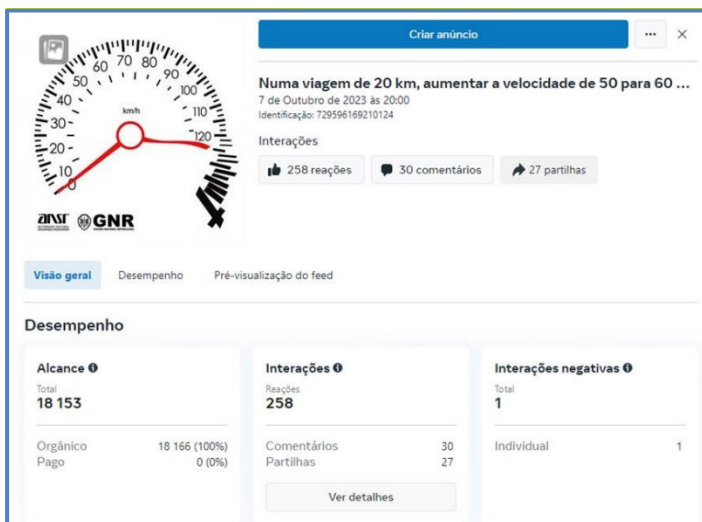 Criar anúncio
Numa viagem de 20 km, aumentar a velocidade de 50 para 60 ...
7 de Outubro de 2023 às 20:00
Identificação: 729596169210124
Interações
258 reações
30 comentários
27 partilhas
0
10
20
30
40
50
60
70
80
90
100
110
120
km/h
ansr
GNR
Visão geral
Desempenho
Pré-visualização do feed
Desempenho
Alcance
Total
18 153
Orgânico 18 166 (100%)
Pago 0 (0%)
Interações
Reações
258
Comentários 30
Partilhas 27
Ver detalhes
Interações negativas
Total
1
Individual 1